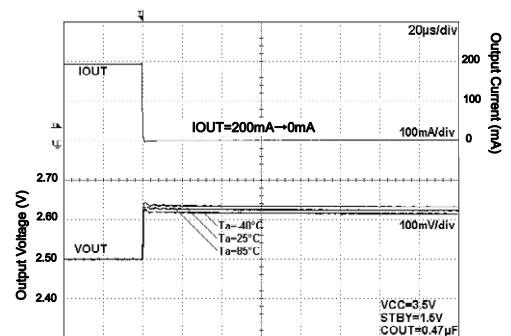 20µs/div
IOUT
200
100
0
Output Current (mA)
IOUT=200mA→0mA
100mA/div
2.70
2.60
2.50
2.40
Output Voltage (V)
Ta=-40°C
Ta=25°C
Ta=85°C
100mV/div
VOUT
VCC=3.5V
STBY=1.5V
COUT=0.47µF